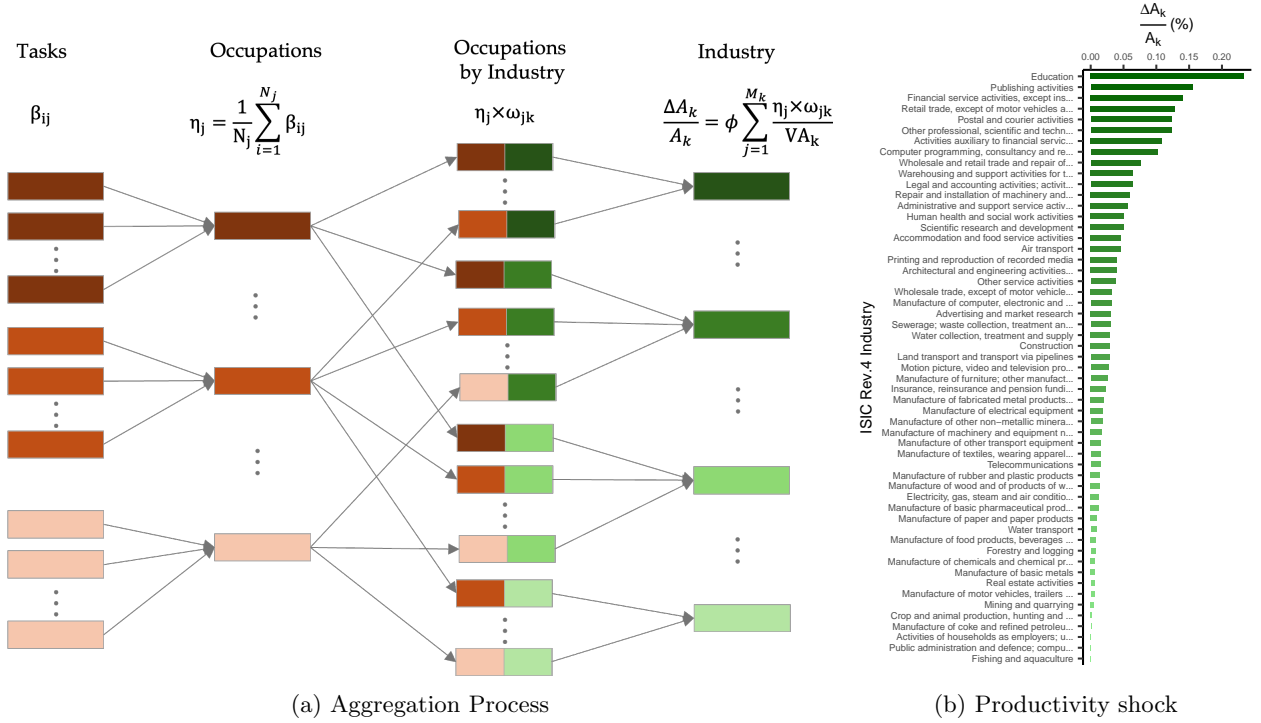 Tasks
β_ij
Occupations
η_j = 1/N_j ∑_{i=1}^{N_j} β_ij
Occupations
by Industry
η_j×ω_jk
Industry
ΔA_k/A_k = ϕ ∑_{j=1}^{M_k} η_j×ω_jk/VA_k
(a) Aggregation Process
ΔA_k/A_k (%)
0.00 0.05 0.10 0.15 0.20
ISIC Rev.4 Industry
Education
Publishing activities
Financial service activities, except ins...
Retail trade, except of motor vehicles a...
Postal and courier activities
Other professional, scientific and techn...
Activities auxiliary to financial servic...
Computer programming, consultancy and re...
Wholesale and retail trade and repair of...
Warehousing and support activities for t...
Legal and accounting activities; activit...
Repair and installation of machinery and...
Administrative and support service activ...
Human health and social work activities
Scientific research and development
Accommodation and food service activities
Air transport
Printing and reproduction of recorded media
Architectural and engineering activities...
Other service activities
Wholesale trade, except of motor vehicle...
Manufacture of computer, electronic and ...
Advertising and market research
Sewerage; waste collection, treatment an...
Water collection, treatment and supply
Construction
Land transport and transport via pipelines
Motion picture, video and television pro...
Manufacture of furniture; other manufact...
Insurance, reinsurance and pension fundi...
Manufacture of fabricated metal products...
Manufacture of electrical equipment
Manufacture of other non−metallic minera...
Manufacture of machinery and equipment n...
Manufacture of other transport equipment
Manufacture of textiles, wearing apparel...
Telecommunications
Manufacture of rubber and plastic products
Manufacture of wood and of products of w...
Electricity, gas, steam and air conditio...
Manufacture of basic pharmaceutical prod...
Manufacture of paper and paper products
Water transport
Manufacture of food products, beverages ...
Forestry and logging
Manufacture of chemicals and chemical pr...
Manufacture of basic metals
Real estate activities
Manufacture of motor vehicles, trailers ...
Mining and quarrying
Crop and animal production, hunting and ...
Manufacture of coke and refined petroleu...
Activities of households as employers; u...
Public administration and defence; compu...
Fishing and aquaculture
(b) Productivity shock